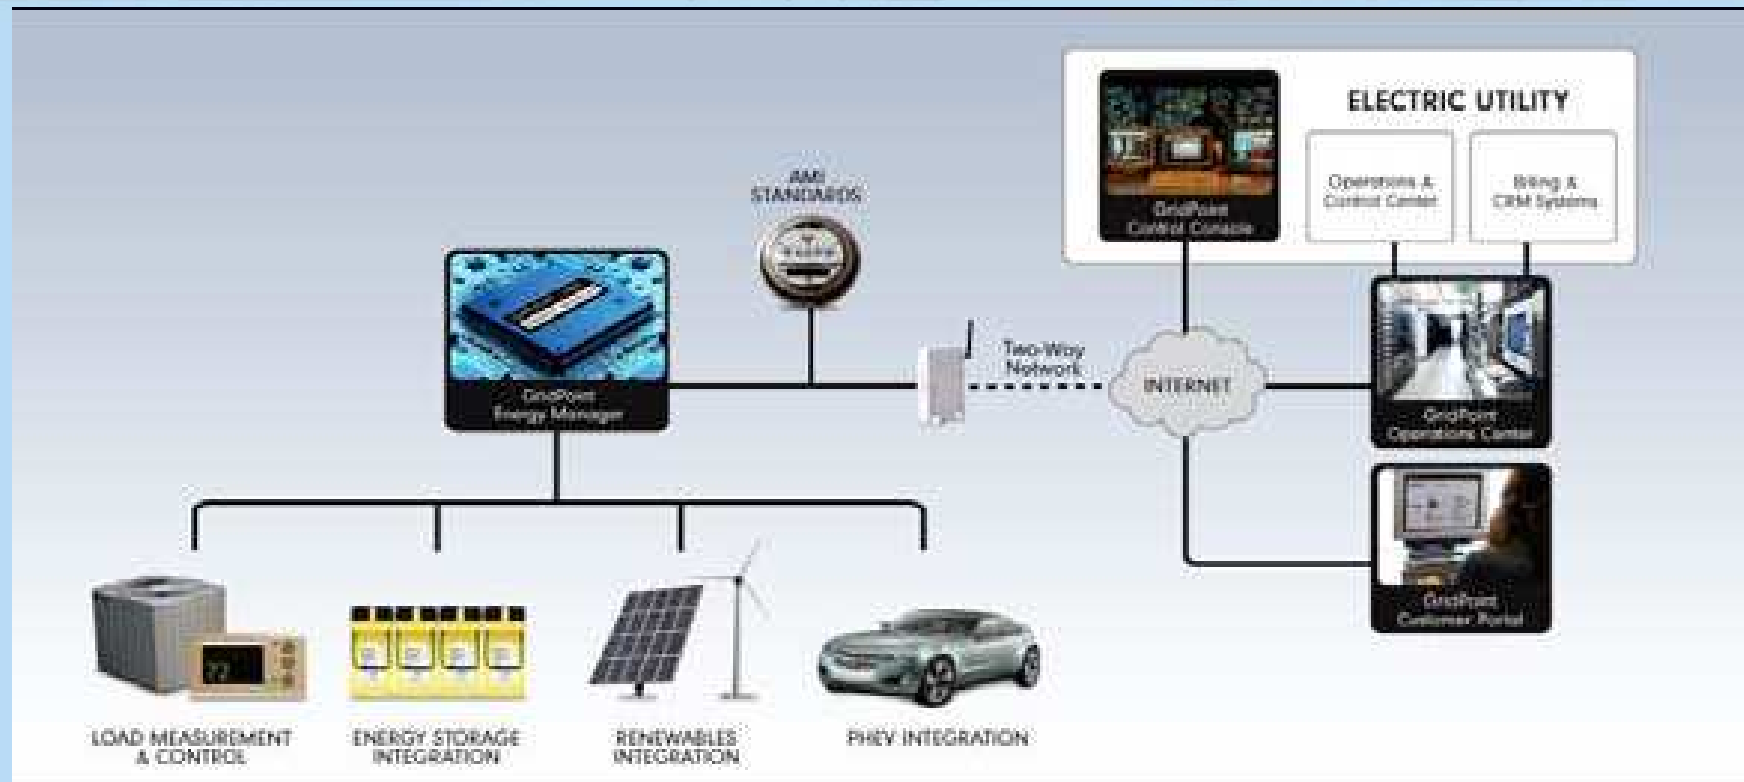 ELECTRIC UTILITY
Operations &
Control Center
Billing &
CRM Systems
GridPoint
Control Console
AMI
STANDARDS
GridPoint
Energy Manager
Two-Way
Network
INTERNET
GridPoint
Operations Center
GridPoint
Customer Portal
LOAD MEASUREMENT
& CONTROL
ENERGY STORAGE
INTEGRATION
RENEWABLES
INTEGRATION
PHEV INTEGRATION